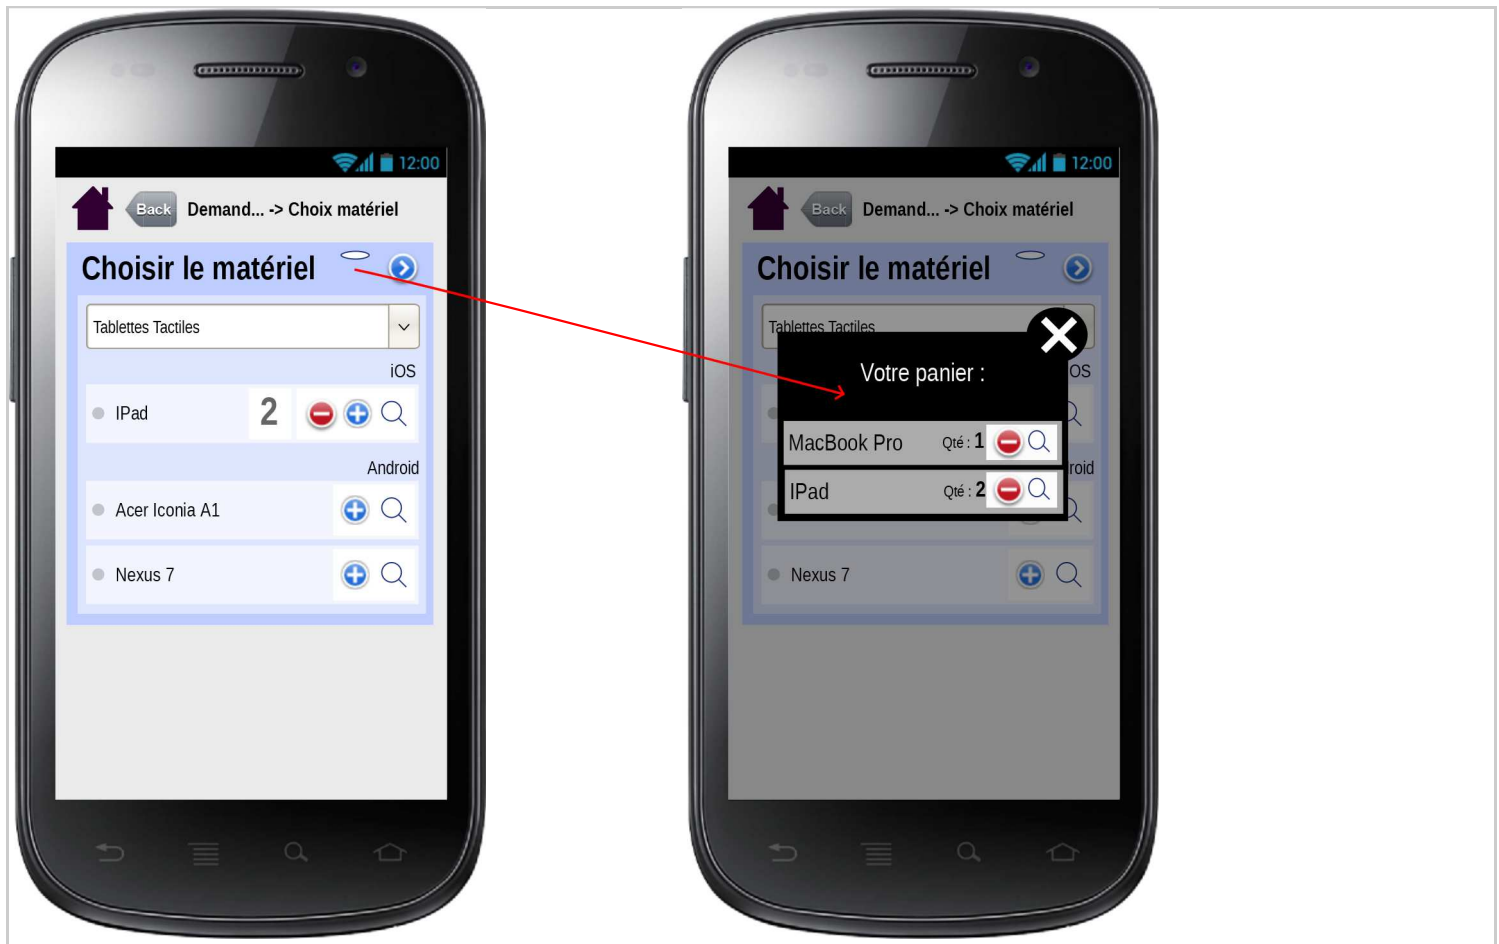 12:00
Back Demand... -> Choix matériel
Choisir le matériel
Tablettes Tactiles
iOS
IPad 2
Android
Acer Iconia A1
Nexus 7
12:00
Back Demand... -> Choix matériel
Choisir le matériel
Tablettes Tactiles
Votre panier :
OS
MacBook Pro Qté : 1
roid
IPad Qté : 2
Nexus 7